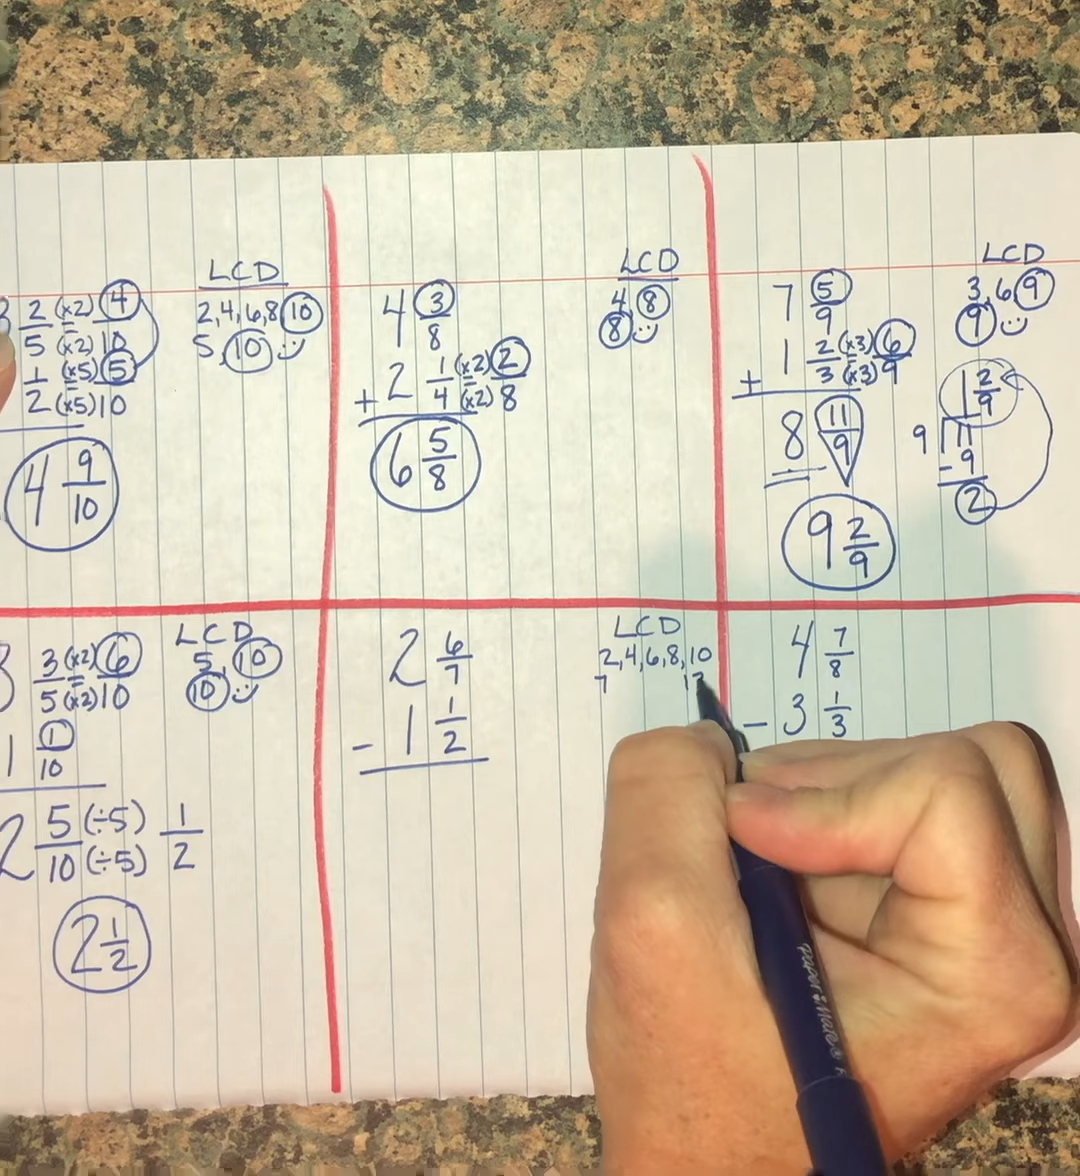 3 2/5 (x2) = 4/10
1/2 (x5) = 5/10
4 9/10
LCD
2,4,6,8,10
5,10
4 3/8
+ 2 1/4 (x2) = 2/8
(x2)
6 5/8
LCD
4,8
8
7 5/9
+ 1 2/3 (x3) = 6/9
(x3)
8 11/9
9 2/9
LCD
3,6,9
9
1 2/9
9 11
- 9
2
3 3/5 (x2) = 6/10
(x2)
1 1/10
2 5/10 (÷5) 1/2
(÷5)
2 1/2
LCD
5,10
10
2 6/7
- 1 1/2
LCD
2,4,6,8,10
7
4 7/8
- 3 1/3
paper:mate